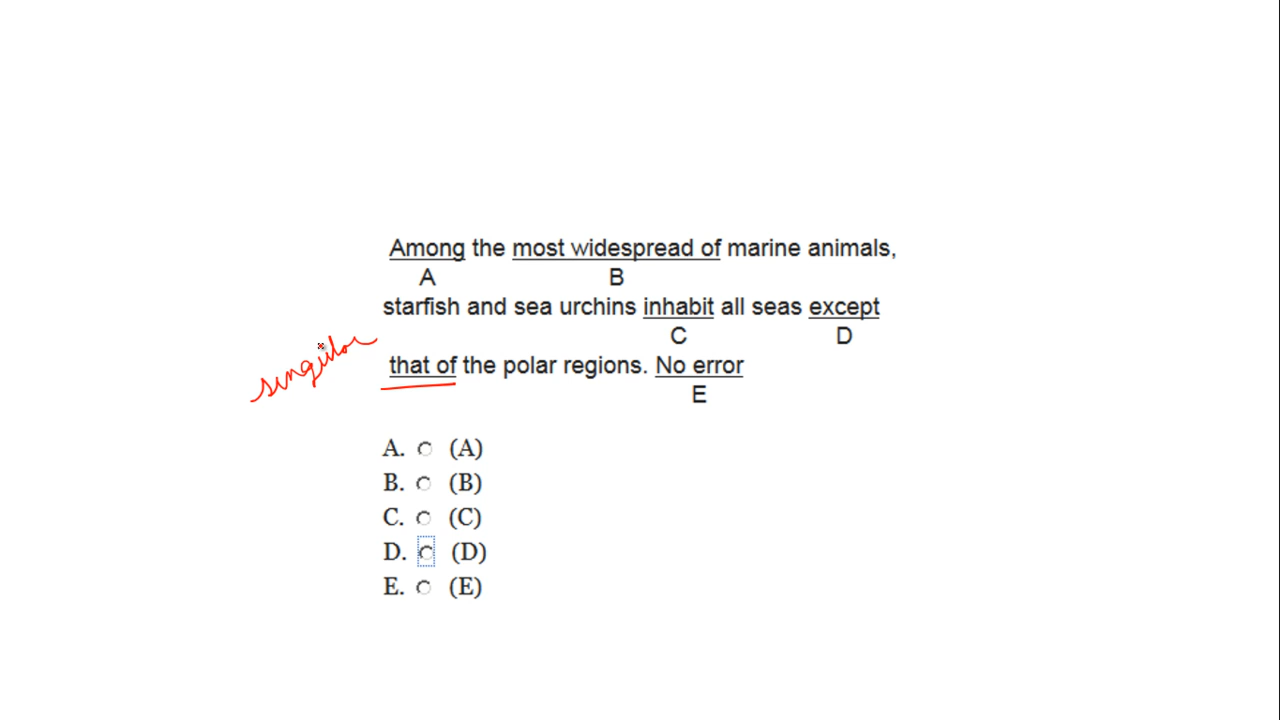 Among the most widespread of marine animals,
A B
starfish and sea urchins inhabit all seas except
C D
singular
that of the polar regions. No error
E
A. (A)
B. (B)
C. (C)
D. (D)
E. (E)